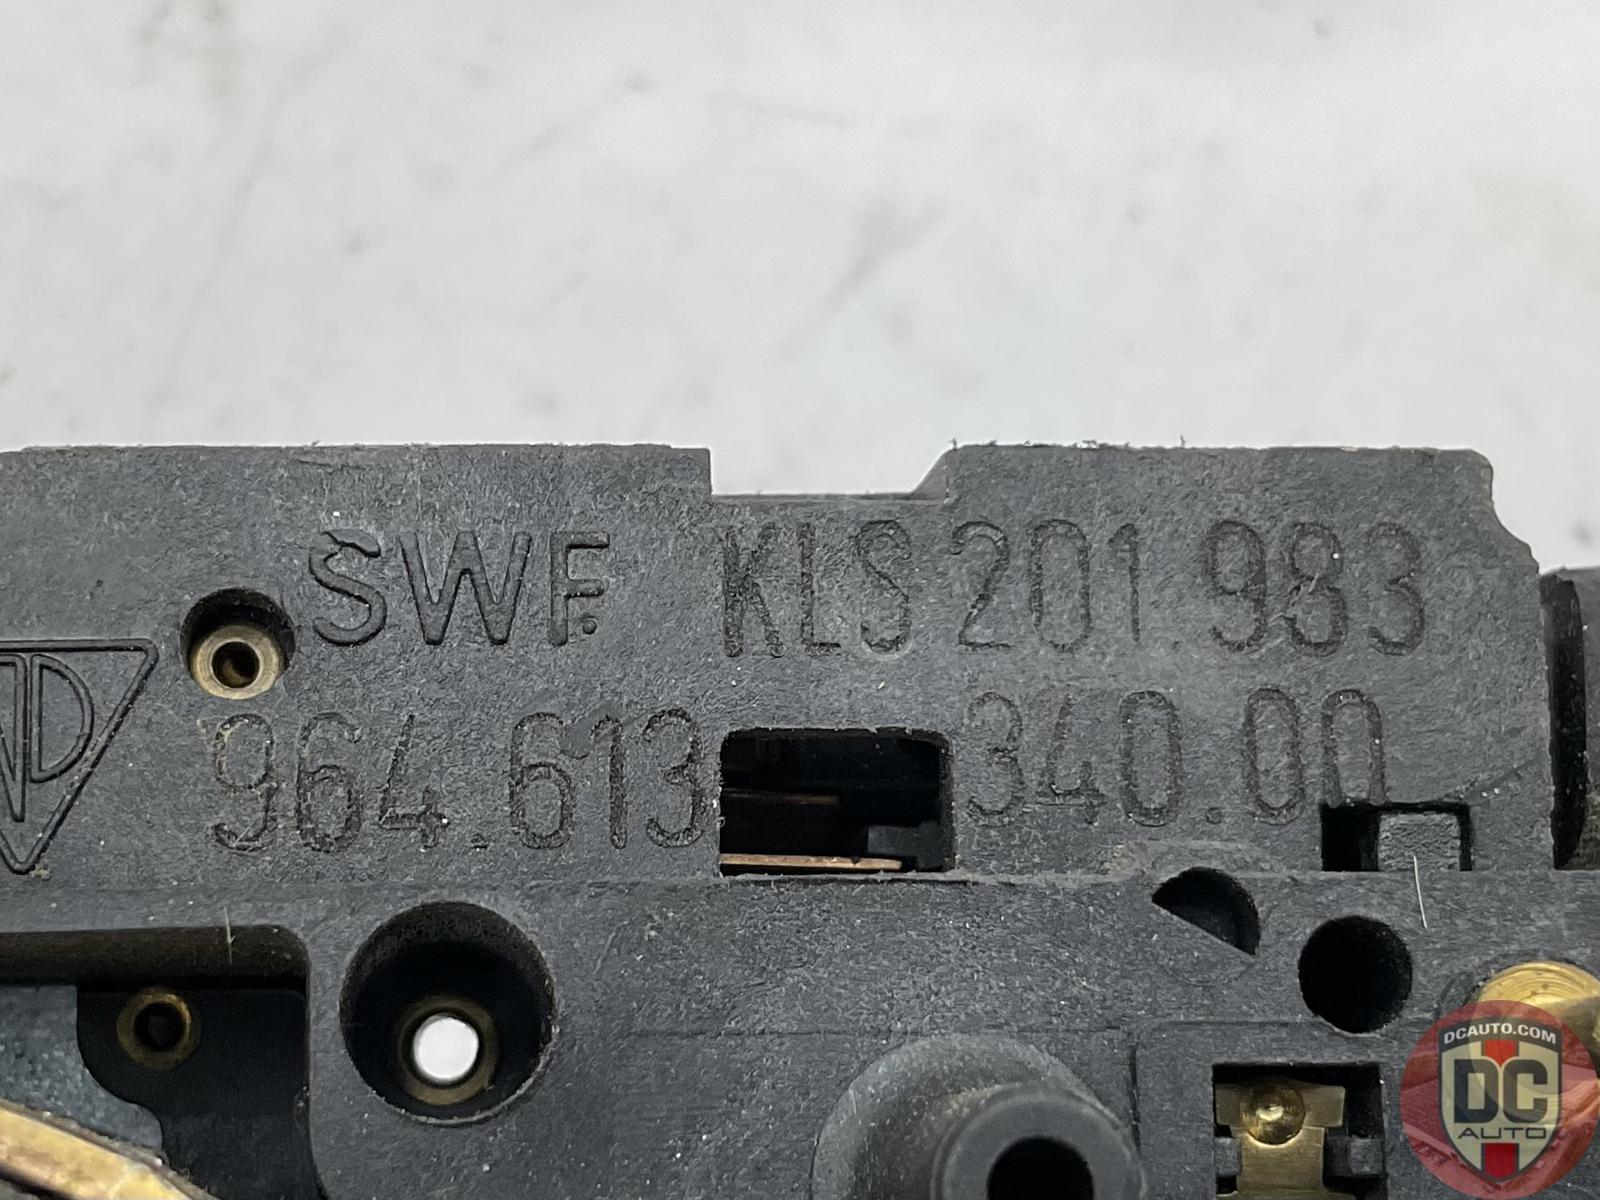 SWF. KLS 201.983
964.613 340.00
DCAUTO.COM
DC
AUTO